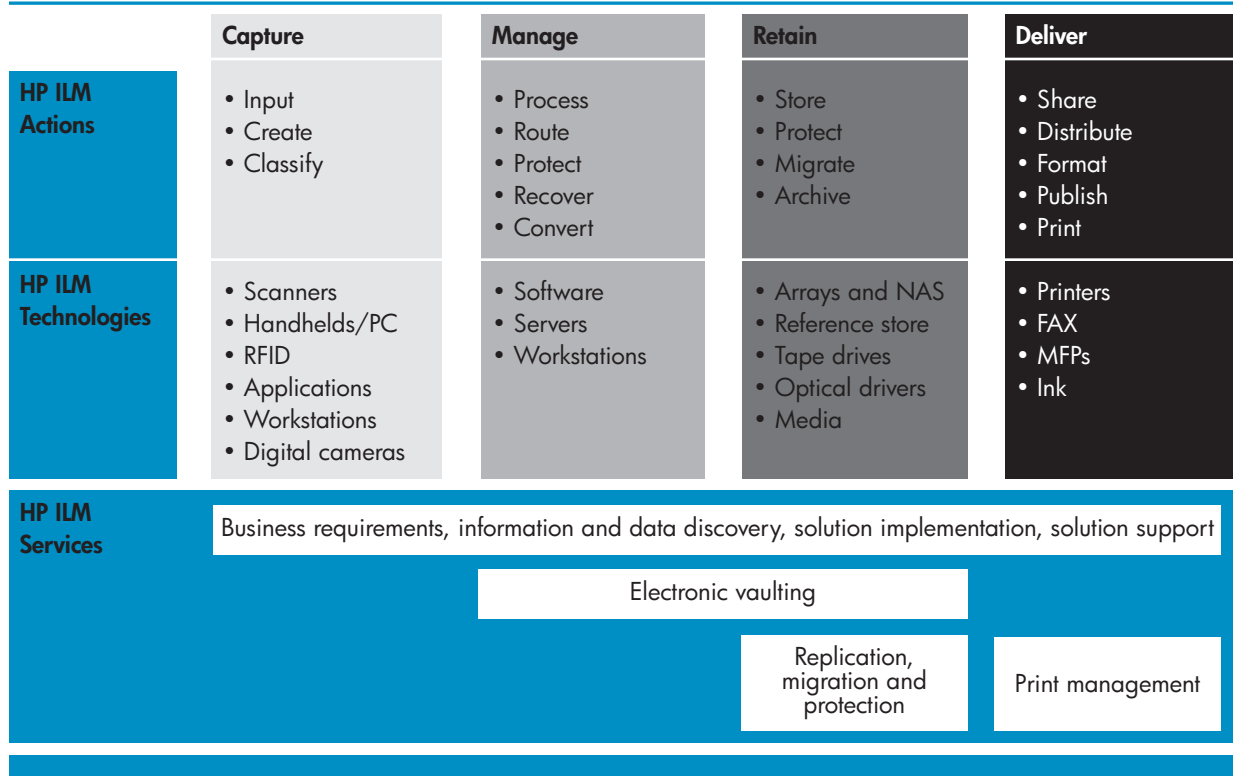 Capture
Manage
Retain
Deliver
HP ILM
Actions
• Input
• Create
• Classify
• Process
• Route
• Protect
• Recover
• Convert
• Store
• Protect
• Migrate
• Archive
• Share
• Distribute
• Format
• Publish
• Print
HP ILM
Technologies
• Scanners
• Handhelds/PC
• RFID
• Applications
• Workstations
• Digital cameras
• Software
• Servers
• Workstations
• Arrays and NAS
• Reference store
• Tape drives
• Optical drivers
• Media
• Printers
• FAX
• MFPs
• Ink
HP ILM
Services
Business requirements, information and data discovery, solution implementation, solution support
Electronic vaulting
Replication,
migration and
protection
Print management